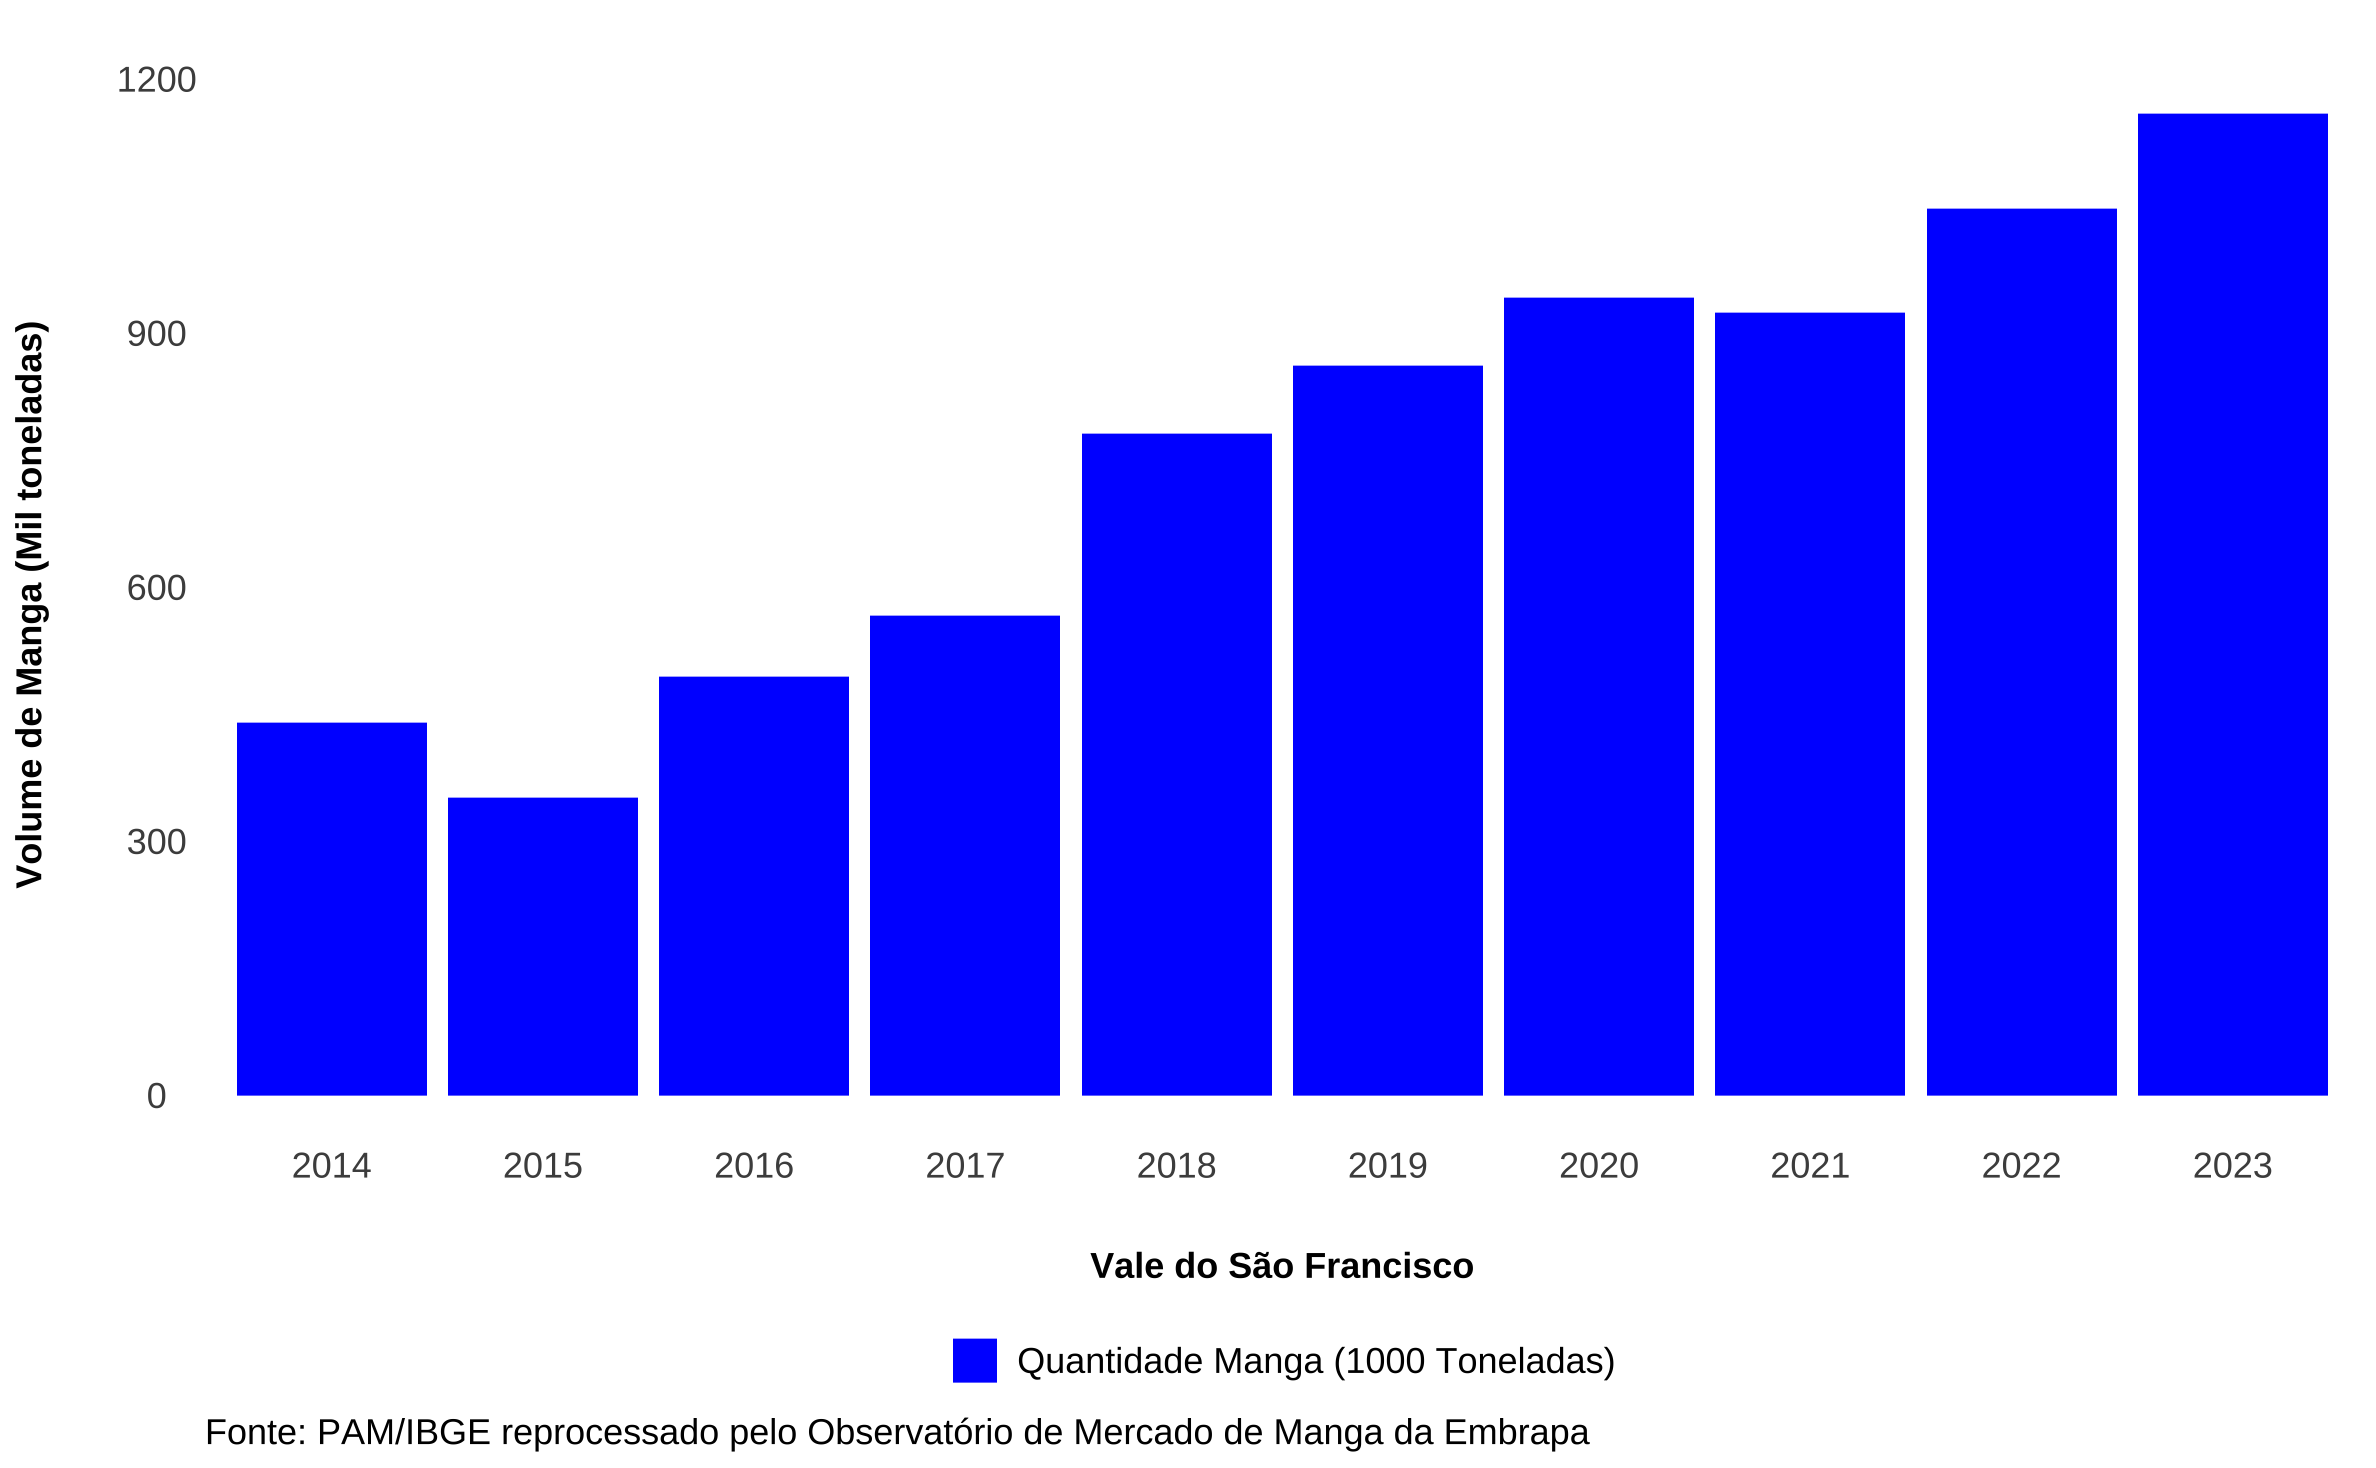 Volume de Manga (Mil toneladas)
1200
900
600
300
0
2014 2015 2016 2017 2018 2019 2020 2021 2022 2023
Vale do São Francisco
Quantidade Manga (1000 Toneladas)
Fonte: PAM/IBGE reprocessado pelo Observatório de Mercado de Manga da Embrapa